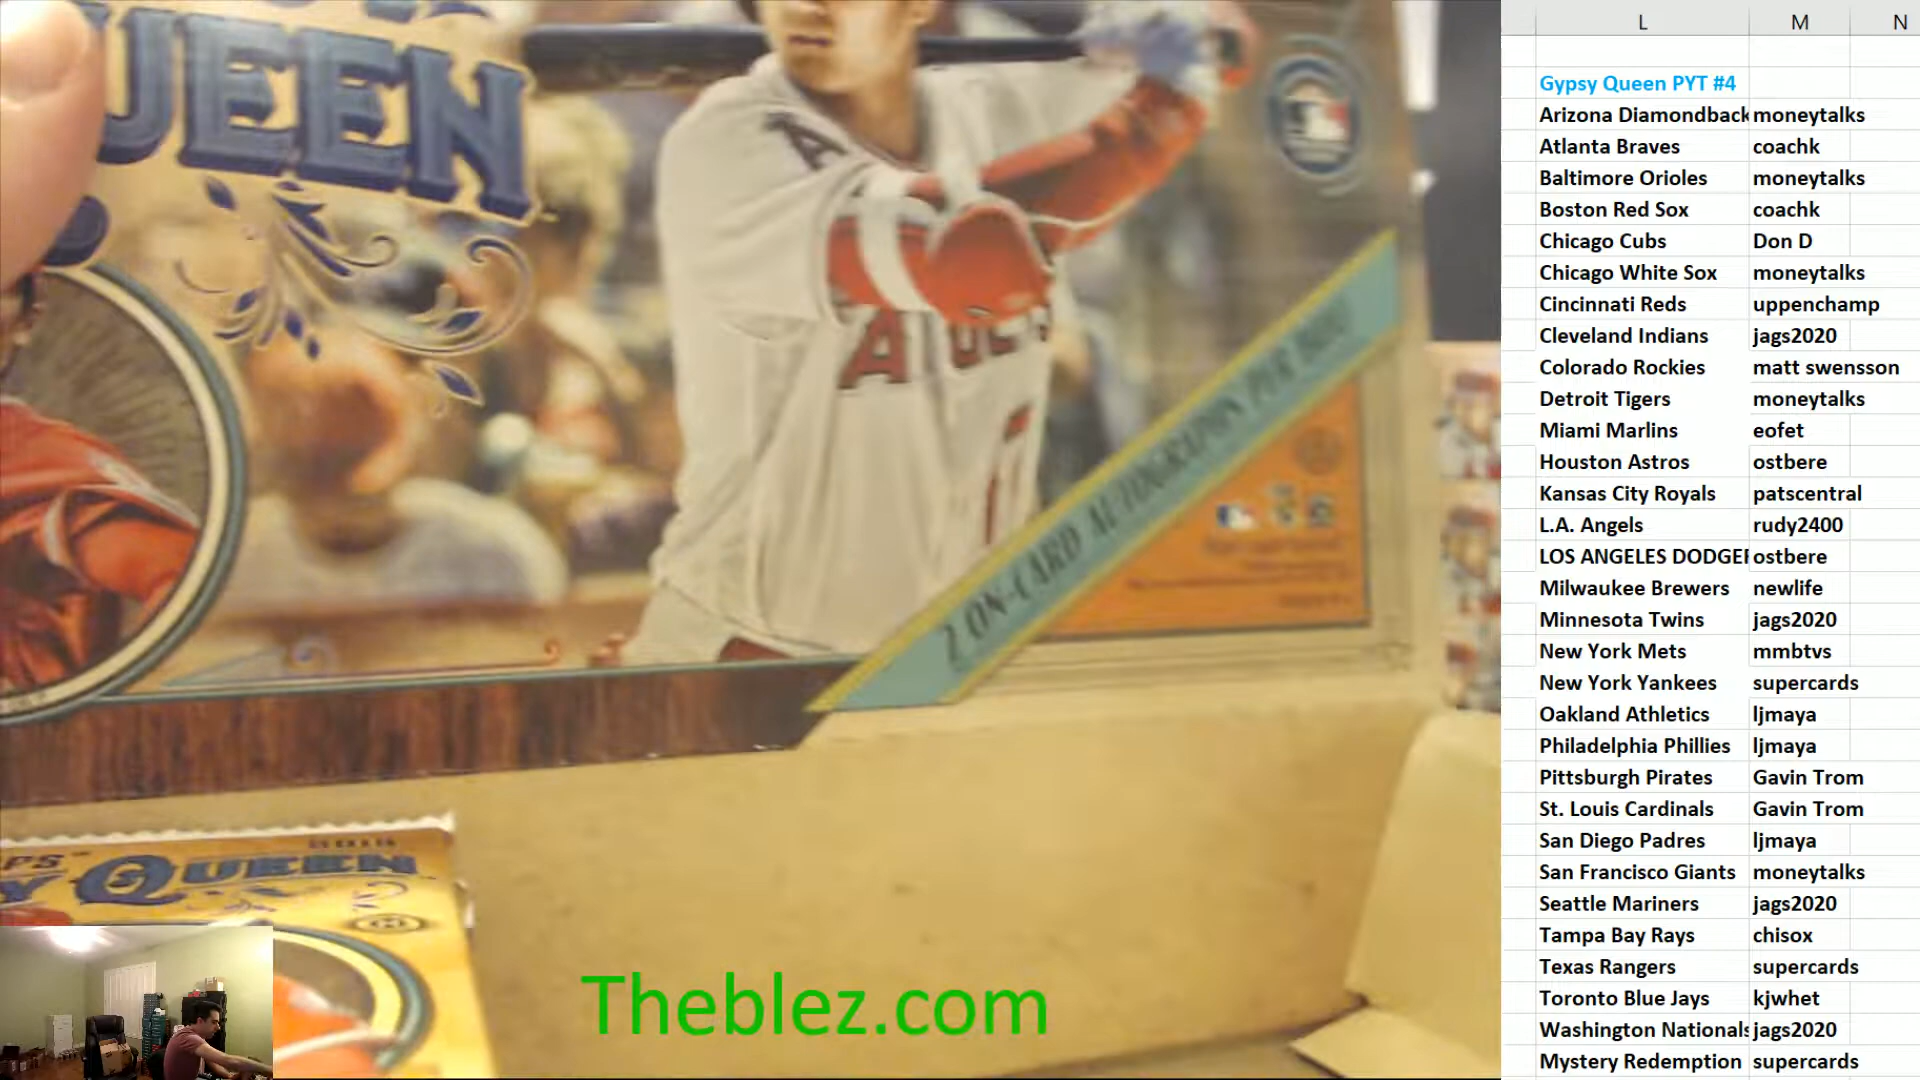 QUEEN
A
ANGELS
2 ON-CARD AUTOGRAPHS PER BOX
QUEEN
Theblez.com
L M N
Gypsy Queen PYT #4
Arizona Diamondback moneytalks
Atlanta Braves coachk
Baltimore Orioles moneytalks
Boston Red Sox coachk
Chicago Cubs Don D
Chicago White Sox moneytalks
Cincinnati Reds uppenchamp
Cleveland Indians jags2020
Colorado Rockies matt swensson
Detroit Tigers moneytalks
Miami Marlins eofet
Houston Astros ostbere
Kansas City Royals patscentral
L.A. Angels rudy2400
LOS ANGELES DODGER ostbere
Milwaukee Brewers newlife
Minnesota Twins jags2020
New York Mets mmbtvs
New York Yankees supercards
Oakland Athletics ljmaya
Philadelphia Phillies ljmaya
Pittsburgh Pirates Gavin Trom
St. Louis Cardinals Gavin Trom
San Diego Padres ljmaya
San Francisco Giants moneytalks
Seattle Mariners jags2020
Tampa Bay Rays chisox
Texas Rangers supercards
Toronto Blue Jays kjwhet
Washington Nationals jags2020
Mystery Redemption supercards